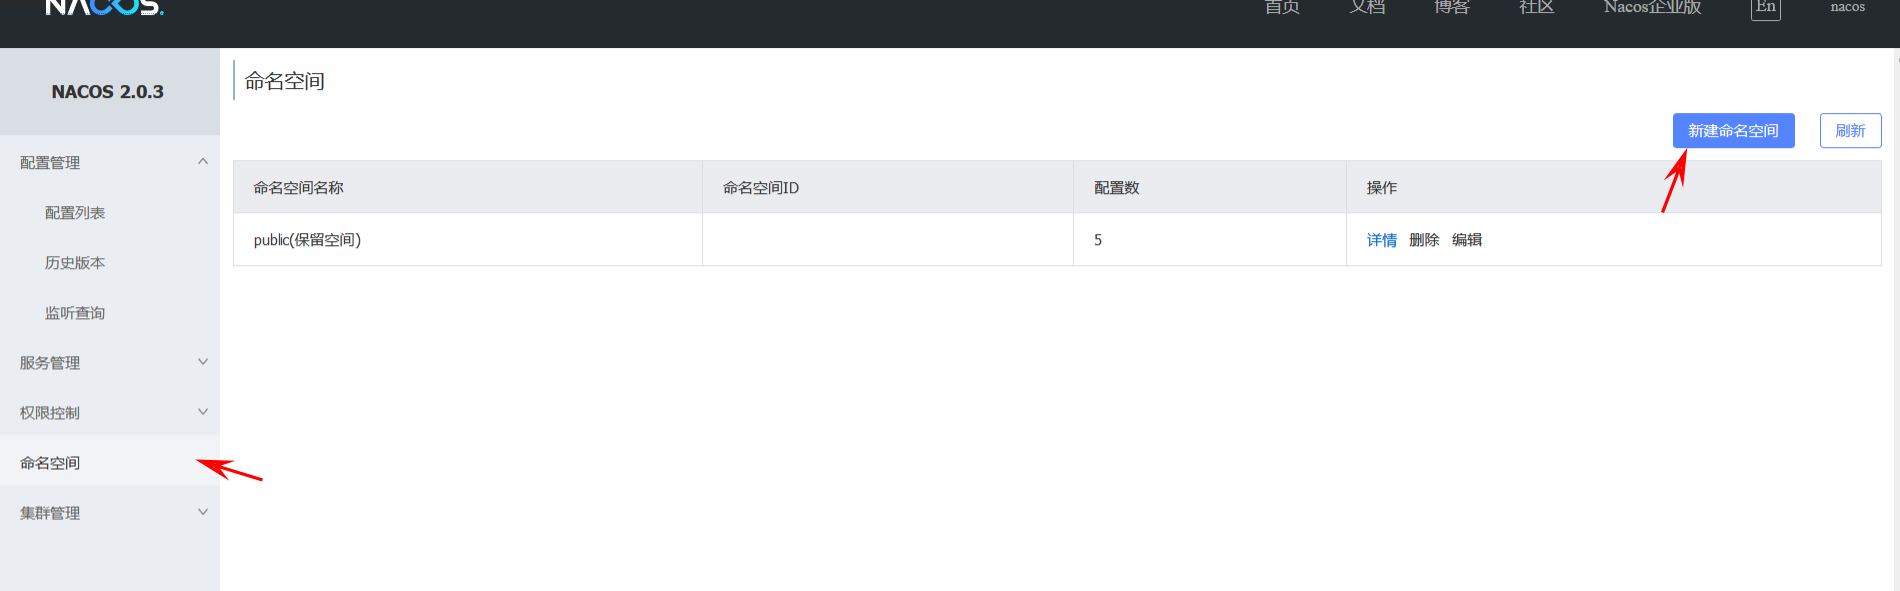 NACOS.
首页 文档 博客 社区 Nacos企业版 En nacos
NACOS 2.0.3
配置管理
配置列表
历史版本
监听查询
服务管理
权限控制
命名空间
集群管理
命名空间
新建命名空间 刷新
命名空间名称 命名空间ID 配置数 操作
public(保留空间) 5 详情 删除 编辑